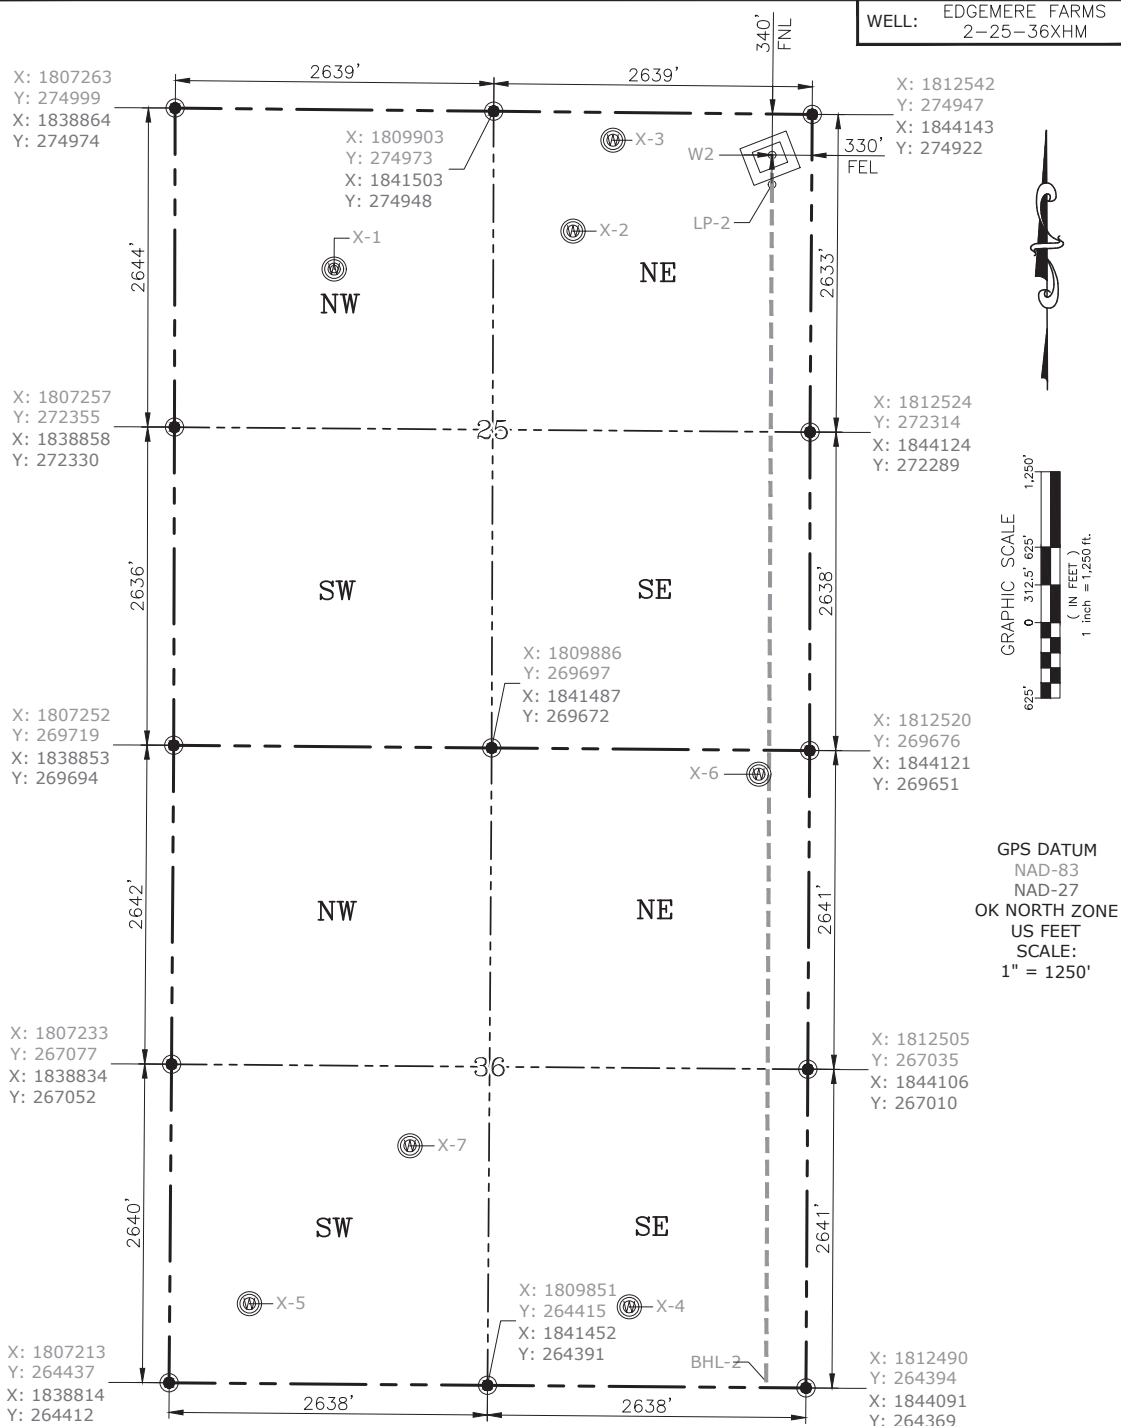 WELL: EDGEMERE FARMS
2-25-36XHM
340'
FNL
2639'
2639'
X: 1807263
Y: 274999
X: 1838864
Y: 274974
X: 1809903
Y: 274973
X: 1841503
Y: 274948
X: 1812542
Y: 274947
X: 1844143
Y: 274922
X-3
W2
330'
FEL
LP-2
X-2
X-1
2644'
2633'
NW
NE
X: 1807257
Y: 272355
X: 1838858
Y: 272330
X: 1812524
Y: 272314
X: 1844124
Y: 272289
25
GRAPHIC SCALE
1,250'
625'
312.5'
0
625'
( IN FEET )
1 inch = 1,250 ft.
2636'
2638'
SW
SE
X: 1809886
Y: 269697
X: 1841487
Y: 269672
X: 1807252
Y: 269719
X: 1838853
Y: 269694
X: 1812520
Y: 269676
X: 1844121
Y: 269651
X-6
GPS DATUM
NAD-83
NAD-27
OK NORTH ZONE
US FEET
SCALE:
1" = 1250'
2642'
2641'
NW
NE
X: 1807233
Y: 267077
X: 1838834
Y: 267052
X: 1812505
Y: 267035
X: 1844106
Y: 267010
36
X-7
2640'
2641'
SW
SE
X-5
X: 1809851
Y: 264415
X: 1841452
Y: 264391
X-4
BHL-2
X: 1807213
Y: 264437
X: 1838814
Y: 264412
X: 1812490
Y: 264394
X: 1844091
Y: 264369
2638'
2638'
W
W
W
W
W
W
W